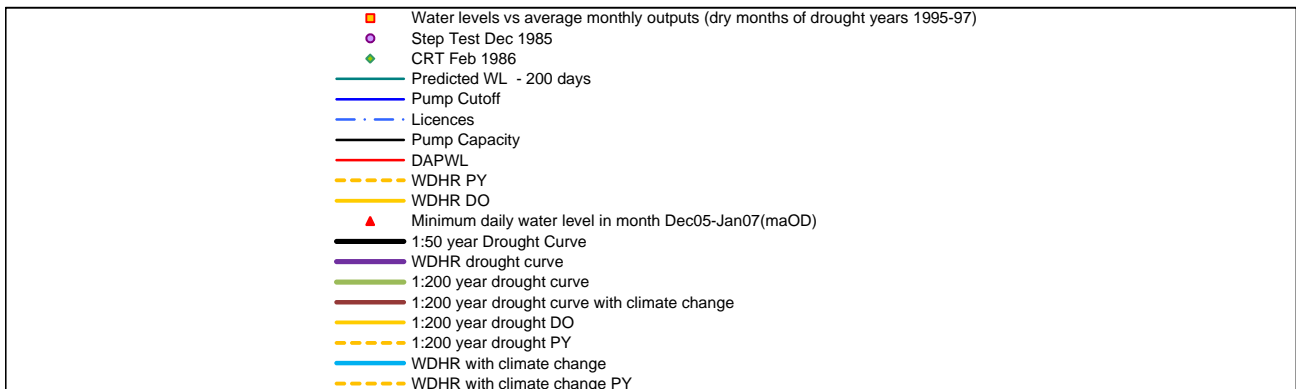 Water levels vs average monthly outputs (dry months of drought years 1995-97)
Step Test Dec 1985
CRT Feb 1986
Predicted WL - 200 days
Pump Cutoff
Licences
Pump Capacity
DAPWL
WDHR PY
WDHR DO
Minimum daily water level in month Dec05-Jan07(maOD)
1:50 year Drought Curve
WDHR drought curve
1:200 year drought curve
1:200 year drought curve with climate change
1:200 year drought DO
1:200 year drought PY
WDHR with climate change
WDHR with climate change PY